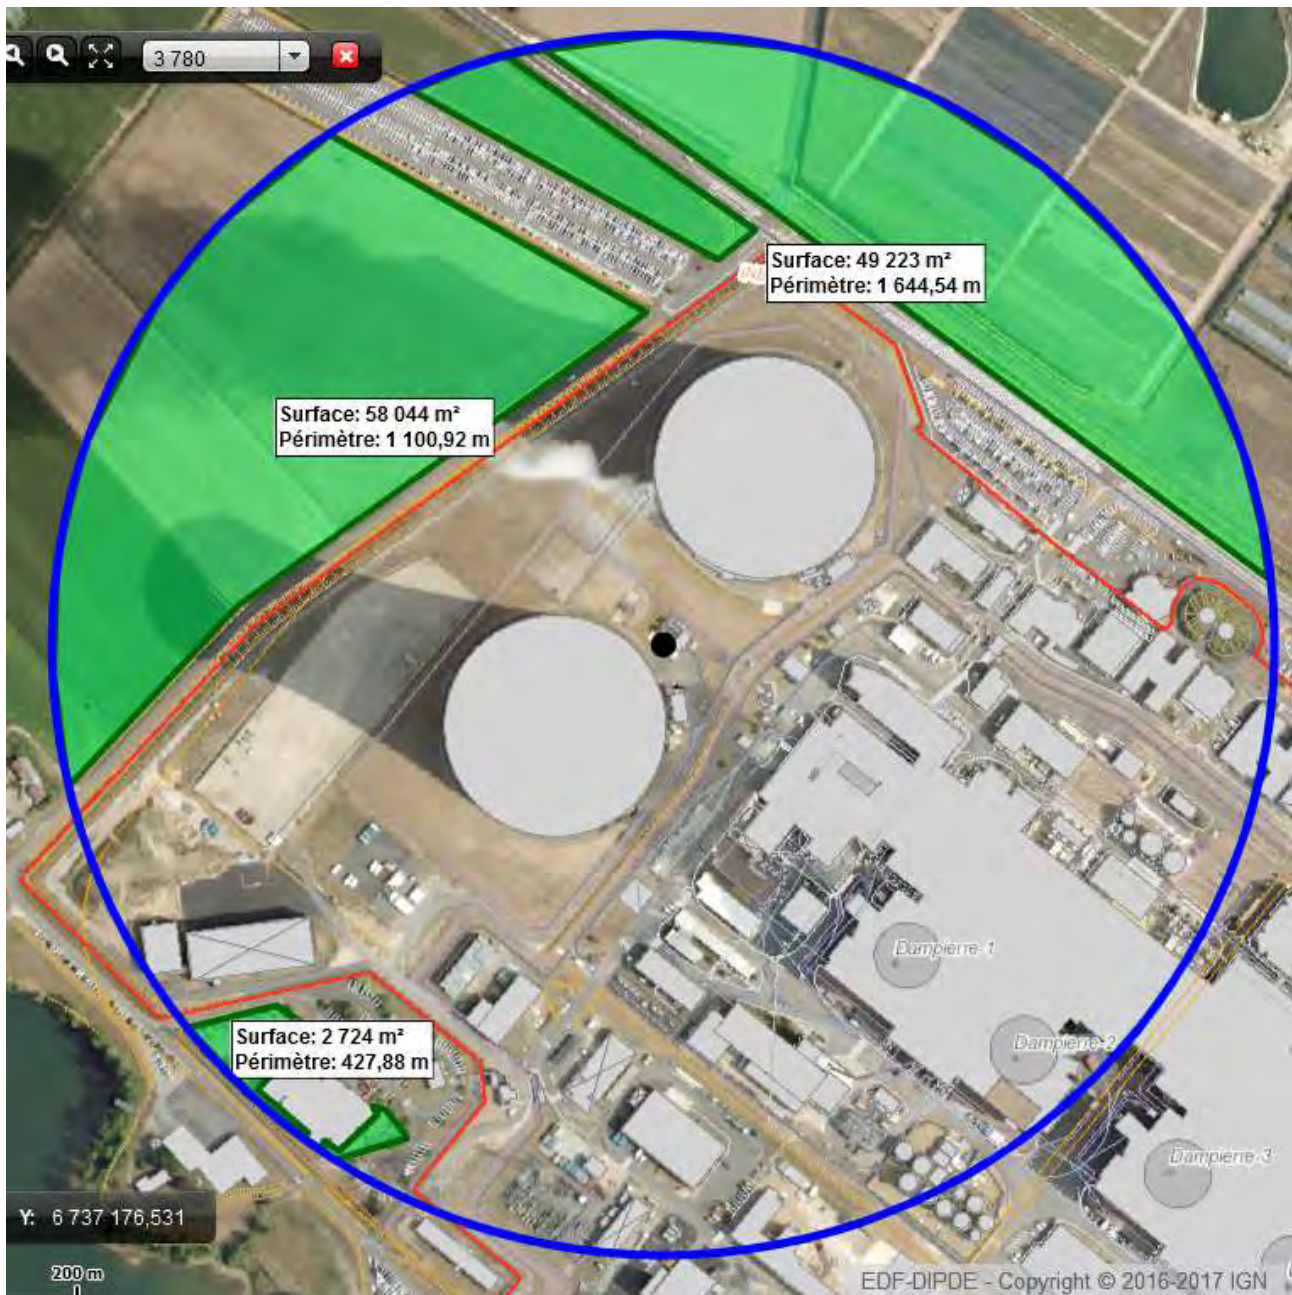 3 780
Surface: 49 223 m²
Périmètre: 1 644,54 m
Surface: 58 044 m²
Périmètre: 1 100,92 m
Dampierre-1
Dampierre-2
Surface: 2 724 m²
Périmètre: 427,88 m
Dampierre-3
Y: 6 737 176,531
200 m
EDF-DIPDE - Copyright © 2016-2017 IGN